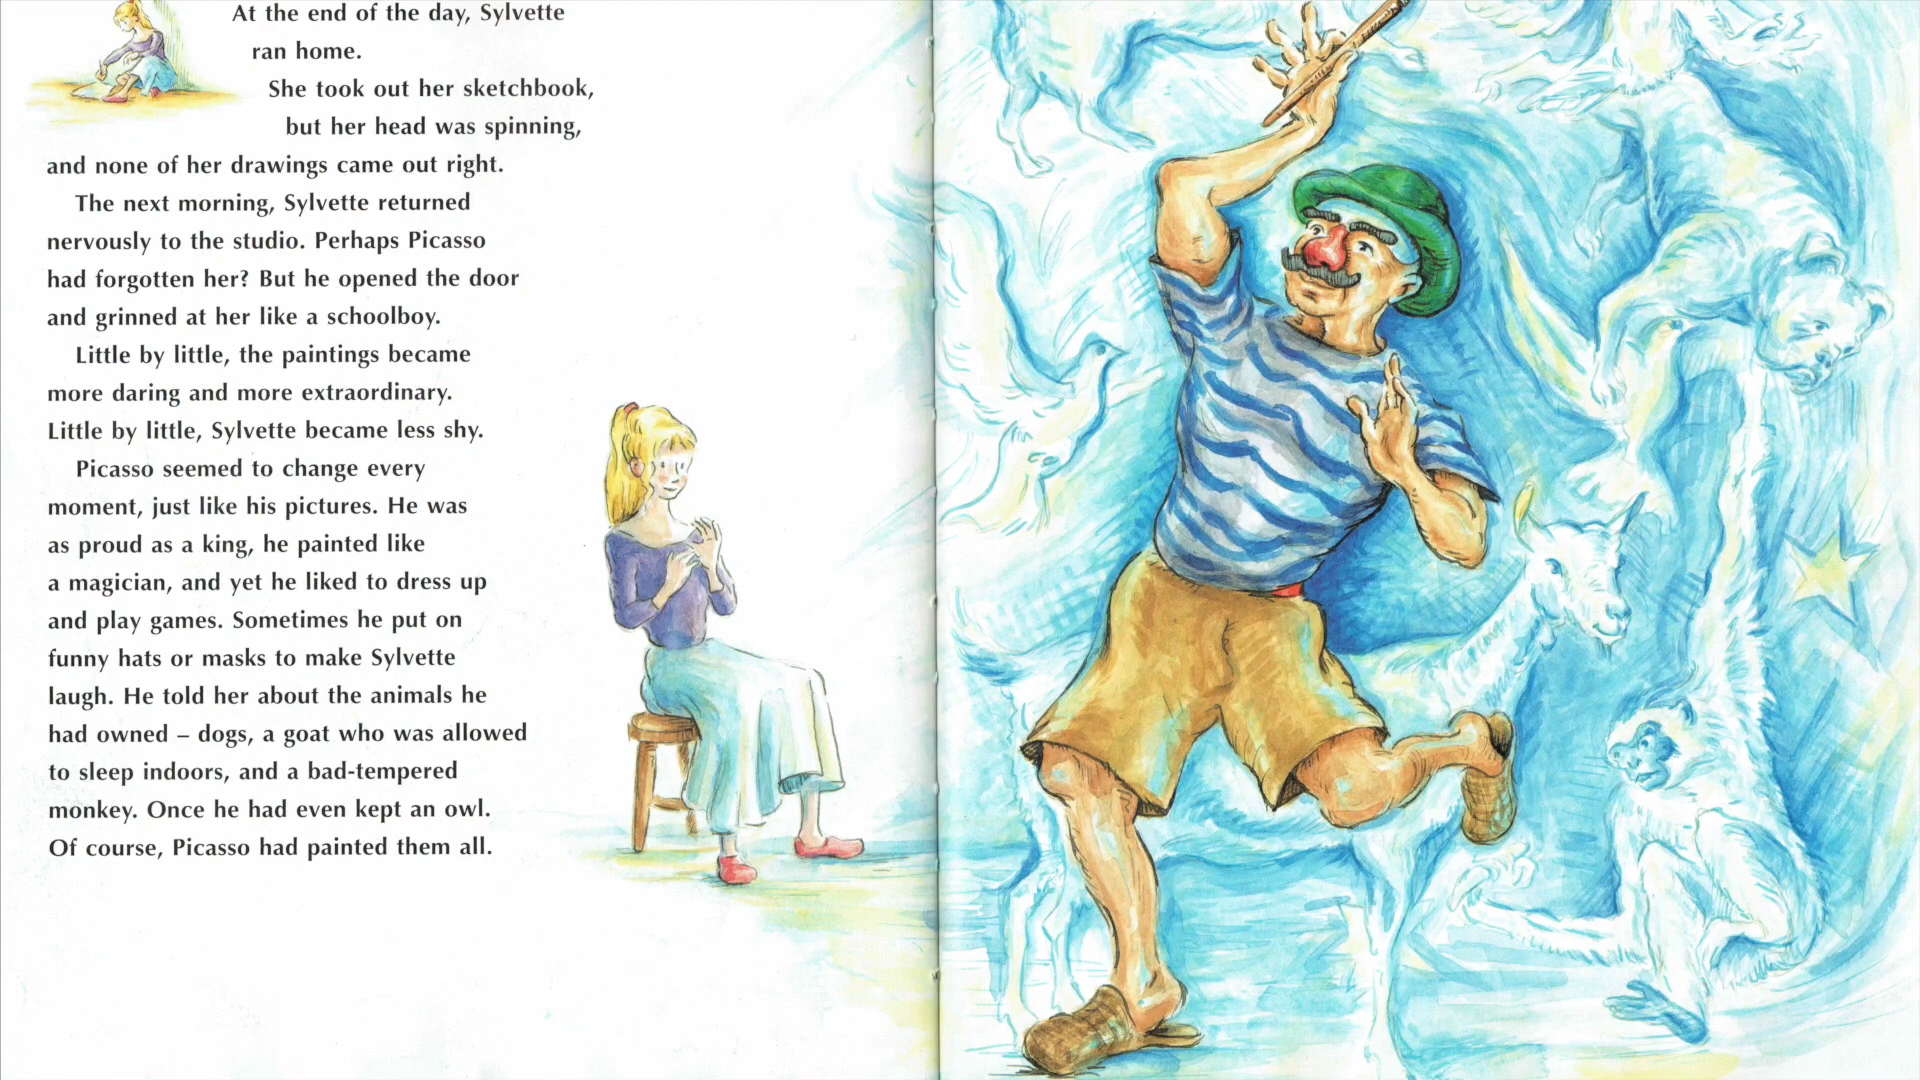 At the end of the day, Sylvette
ran home.
She took out her sketchbook,
but her head was spinning,
and none of her drawings came out right.
The next morning, Sylvette returned
nervously to the studio. Perhaps Picasso
had forgotten her? But he opened the door
and grinned at her like a schoolboy.
Little by little, the paintings became
more daring and more extraordinary.
Little by little, Sylvette became less shy.
Picasso seemed to change every
moment, just like his pictures. He was
as proud as a king, he painted like
a magician, and yet he liked to dress up
and play games. Sometimes he put on
funny hats or masks to make Sylvette
laugh. He told her about the animals he
had owned – dogs, a goat who was allowed
to sleep indoors, and a bad-tempered
monkey. Once he had even kept an owl.
Of course, Picasso had painted them all.